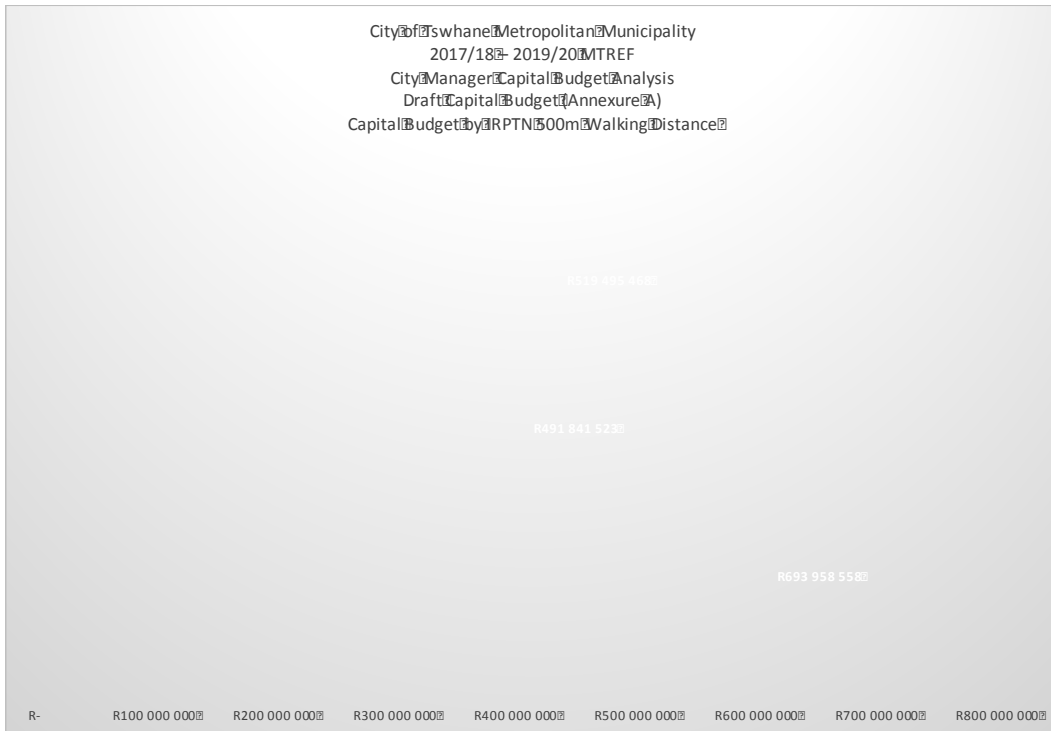 City of Tswhane Metropolitan Municipality
2017/18 – 2019/20 MTREF
City Manager Capital Budget Analysis
Draft Capital Budget (Annexure A)
Capital Budget by IRPTN 500m Walking Distance
R519 495 468
R491 841 523
R693 958 558
R- R100 000 000 R200 000 000 R300 000 000 R400 000 000 R500 000 000 R600 000 000 R700 000 000 R800 000 000